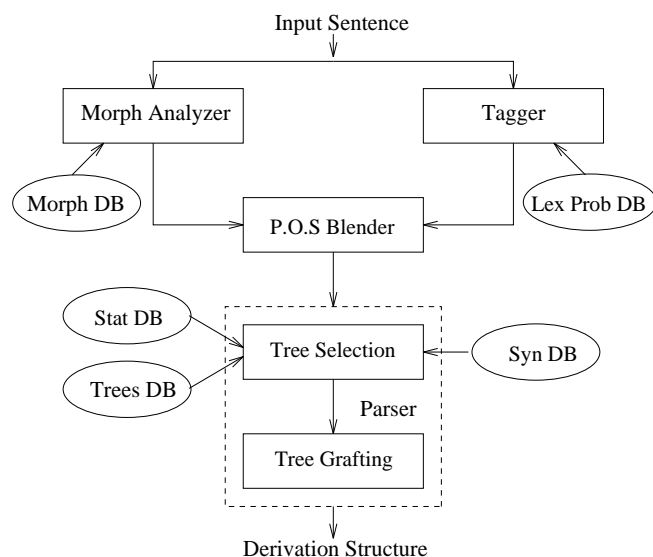 Input Sentence
Morph Analyzer
Tagger
Morph DB
Lex Prob DB
P.O.S Blender
Stat DB
Tree Selection
Syn DB
Trees DB
Parser
Tree Grafting
Derivation Structure